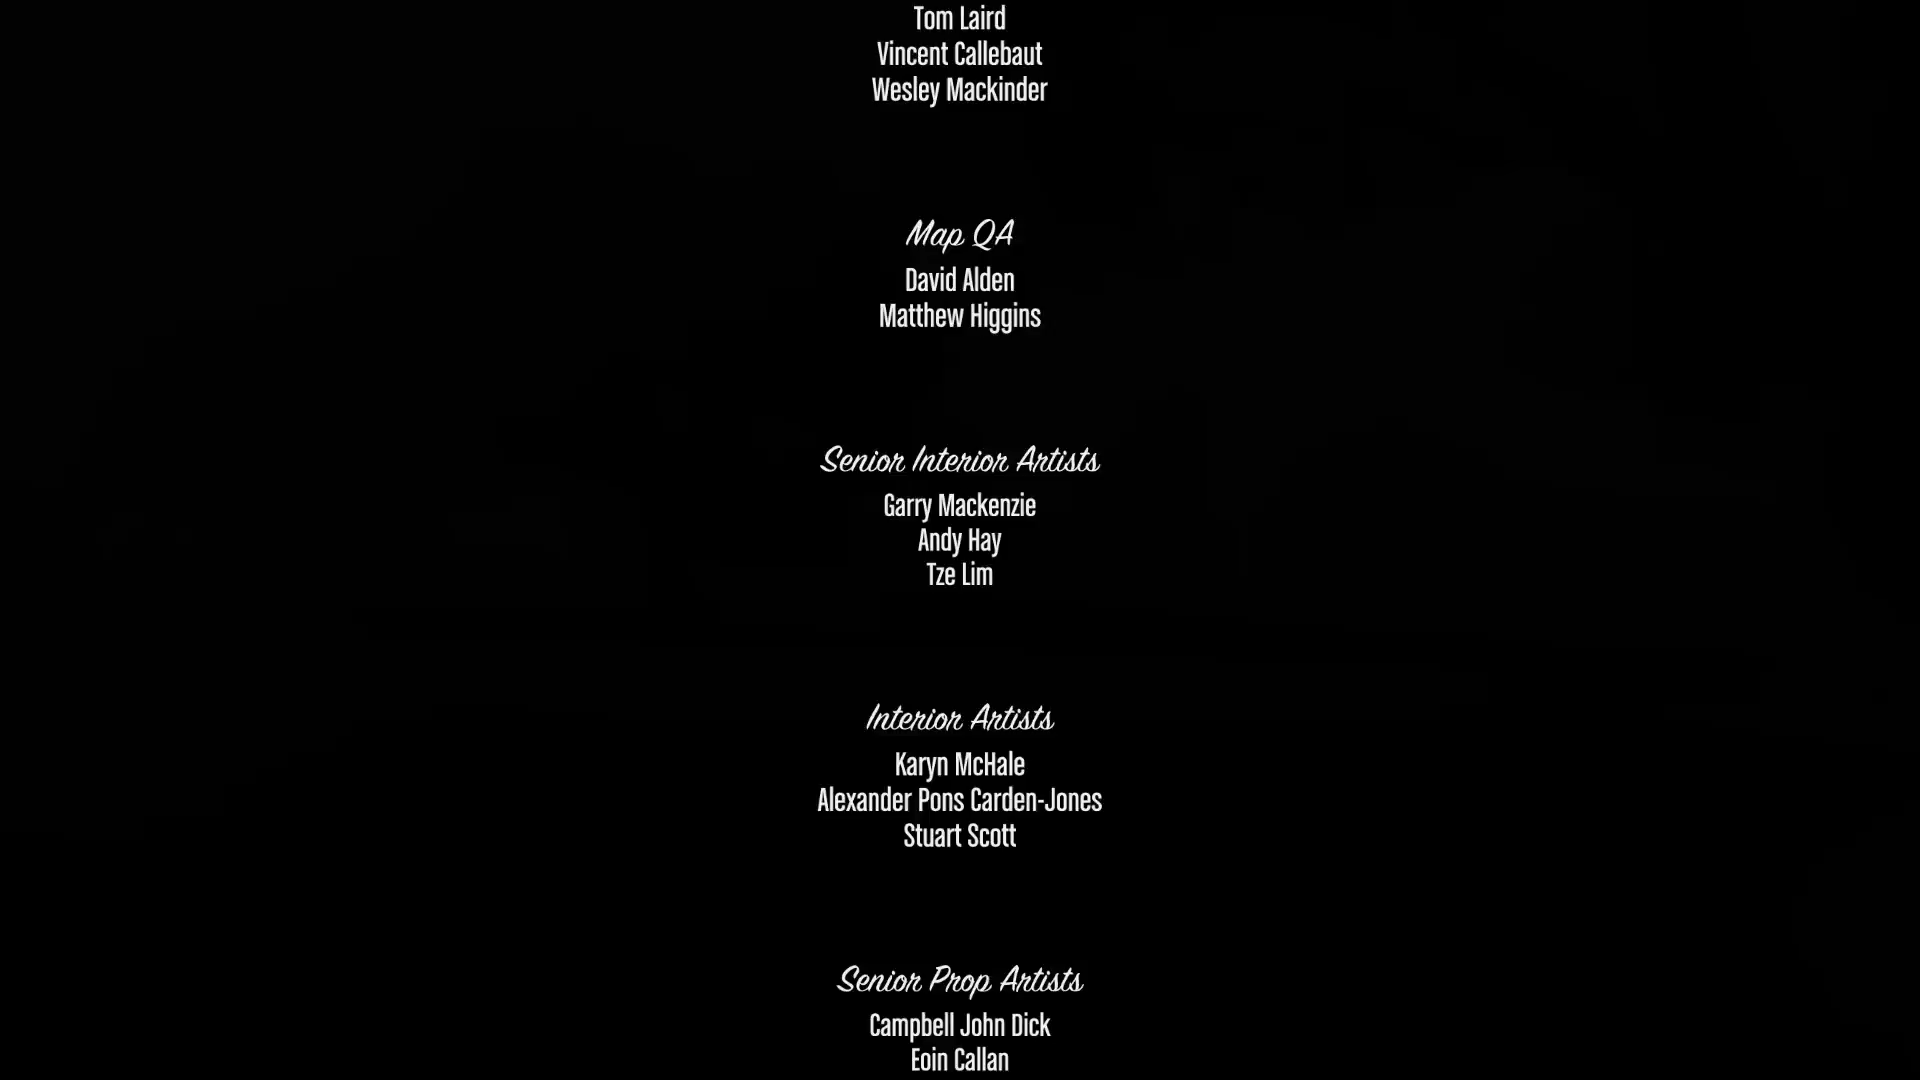 Tom Laird
Vincent Callebaut
Wesley Mackinder
Map QA
David Alden
Matthew Higgins
Senior Interior Artists
Garry Mackenzie
Andy Hay
Tze Lim
Interior Artists
Karyn McHale
Alexander Pons Carden-Jones
Stuart Scott
Senior Prop Artists
Campbell John Dick
Eoin Callan